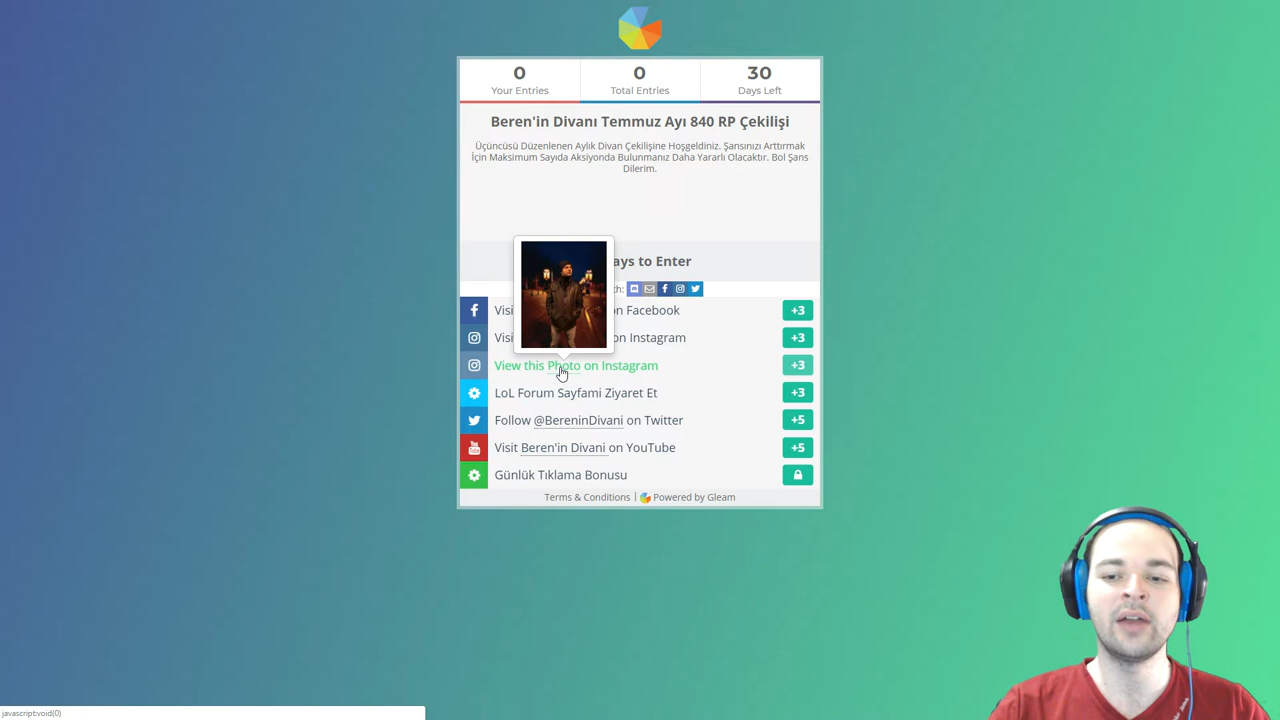 0
Your Entries
0
Total Entries
30
Days Left
Beren'in Divanı Temmuz Ayı 840 RP Çekilişi
Üçüncüsü Düzenlenen Aylık Divan Çekilişine Hoşgeldiniz. Şansınızı Arttırmak
İçin Maksimum Sayıda Aksiyonda Bulunmanız Daha Yararlı Olacaktır. Bol Şans
Dilerim.
to Enter
on Facebook +3
on Instagram +3
View this Photo on Instagram +3
LoL Forum Sayfami Ziyaret Et +3
Follow @BereninDivani on Twitter +5
You Tube Visit Beren'in Divani on YouTube +5
Günlük Tıklama Bonusu
Terms & Conditions | Powered by Gleam
javascript:void(0)